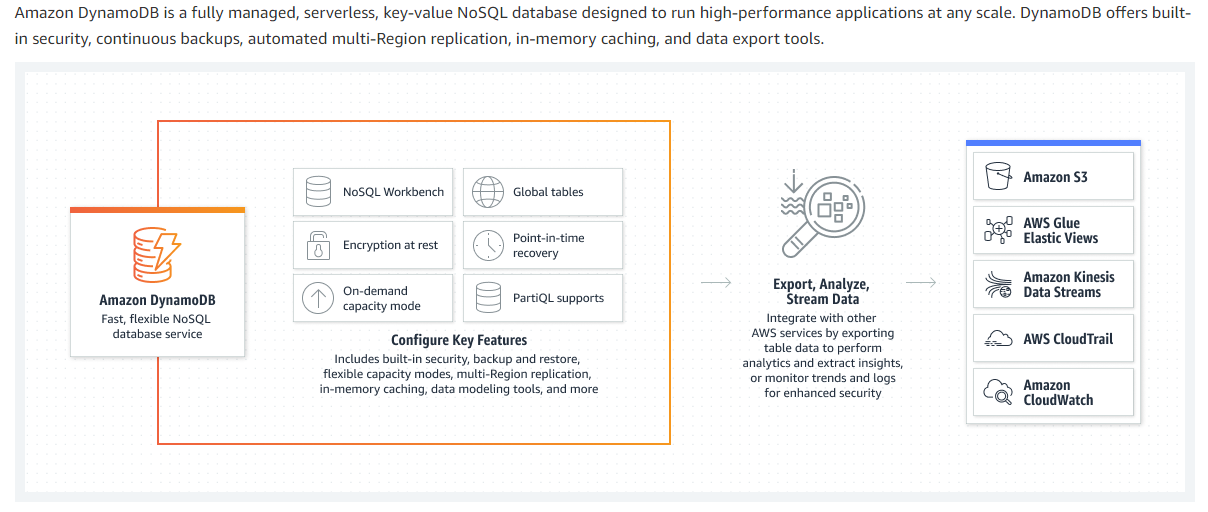 Amazon DynamoDB is a fully managed, serverless, key-value NoSQL database designed to run high-performance applications at any scale. DynamoDB offers built-
in security, continuous backups, automated multi-Region replication, in-memory caching, and data export tools.
Amazon DynamoDB
Fast, flexible NoSQL
database service
NoSQL Workbench
Global tables
Encryption at rest
Point-in-time
recovery
On-demand
capacity mode
PartiQL supports
Configure Key Features
Includes built-in security, backup and restore,
flexible capacity modes, multi-Region replication,
in-memory caching, data modeling tools, and more
Export, Analyze,
Stream Data
Integrate with other
AWS services by exporting
table data to perform
analytics and extract insights,
or monitor trends and logs
for enhanced security
Amazon S3
AWS Glue
Elastic Views
Amazon Kinesis
Data Streams
AWS CloudTrail
Amazon
CloudWatch